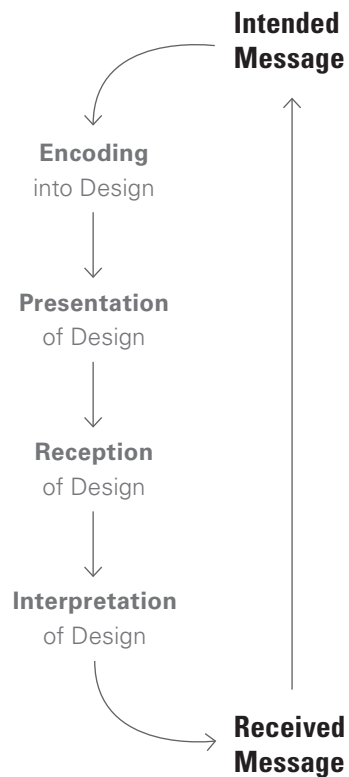 Intended
Message
Encoding
into Design
Presentation
of Design
Reception
of Design
Interpretation
of Design
Received
Message